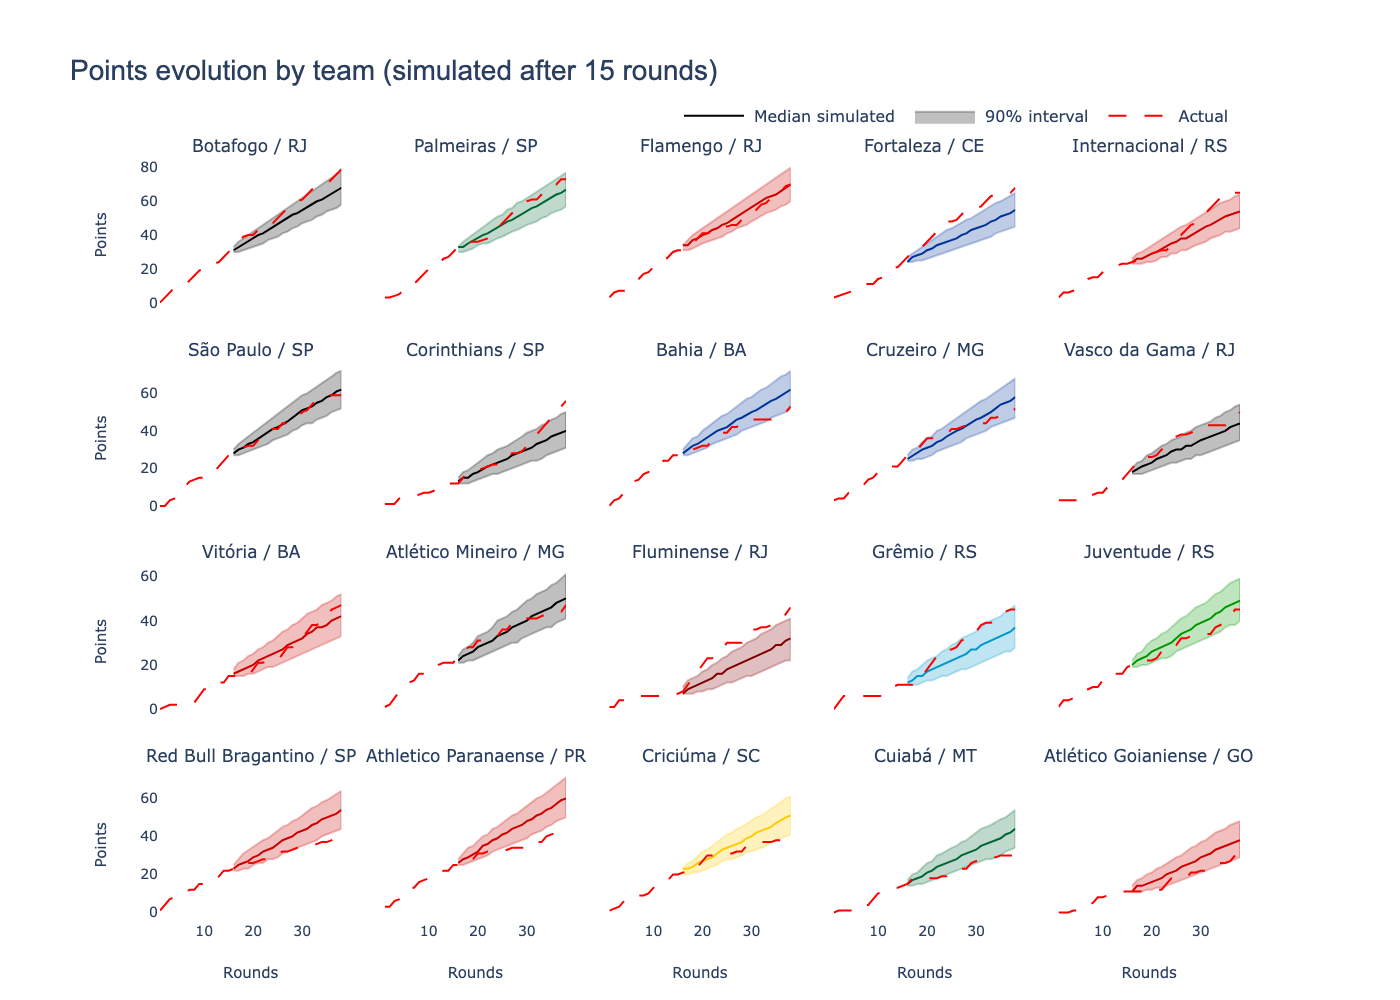 Points evolution by team (simulated after 15 rounds)
Median simulated 90% interval Actual
Botafogo / RJ Palmeiras / SP Flamengo / RJ Fortaleza / CE Internacional / RS
80
60
40
20
0
Points
São Paulo / SP Corinthians / SP Bahia / BA Cruzeiro / MG Vasco da Gama / RJ
60
40
20
0
Points
Vitória / BA Atlético Mineiro / MG Fluminense / RJ Grêmio / RS Juventude / RS
60
40
20
0
Points
Red Bull Bragantino / SP Athletico Paranaense / PR Criciúma / SC Cuiabá / MT Atlético Goianiense / GO
60
40
20
0
Points
10 20 30 10 20 30 10 20 30 10 20 30 10 20 30
Rounds Rounds Rounds Rounds Rounds